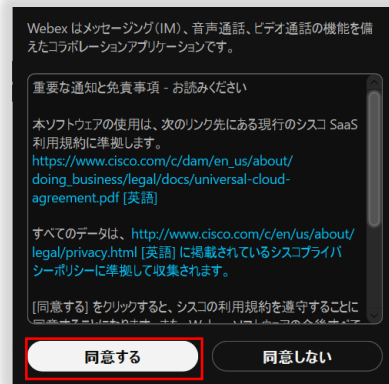 Webex はメッセージング(IM)、音声通話、ビデオ通話の機能を備
えたコラボレーションアプリケーションです。
重要な通知と免責事項 - お読みください
本ソフトウェアの使用は、次のリンク先にある現行のシスコ SaaS
利用規約に準拠します。
https://www.cisco.com/c/dam/en_us/about/
doing_business/legal/docs/universal-cloud-
agreement.pdf [英語]
すべてのデータは、http://www.cisco.com/c/en/us/about/
legal/privacy.html [英語] に掲載されているシスコプライバ
シーポリシーに準拠して収集されます。
[同意する] をクリックすると、シスコの利用規約を遵守することに
同意する
同意しない